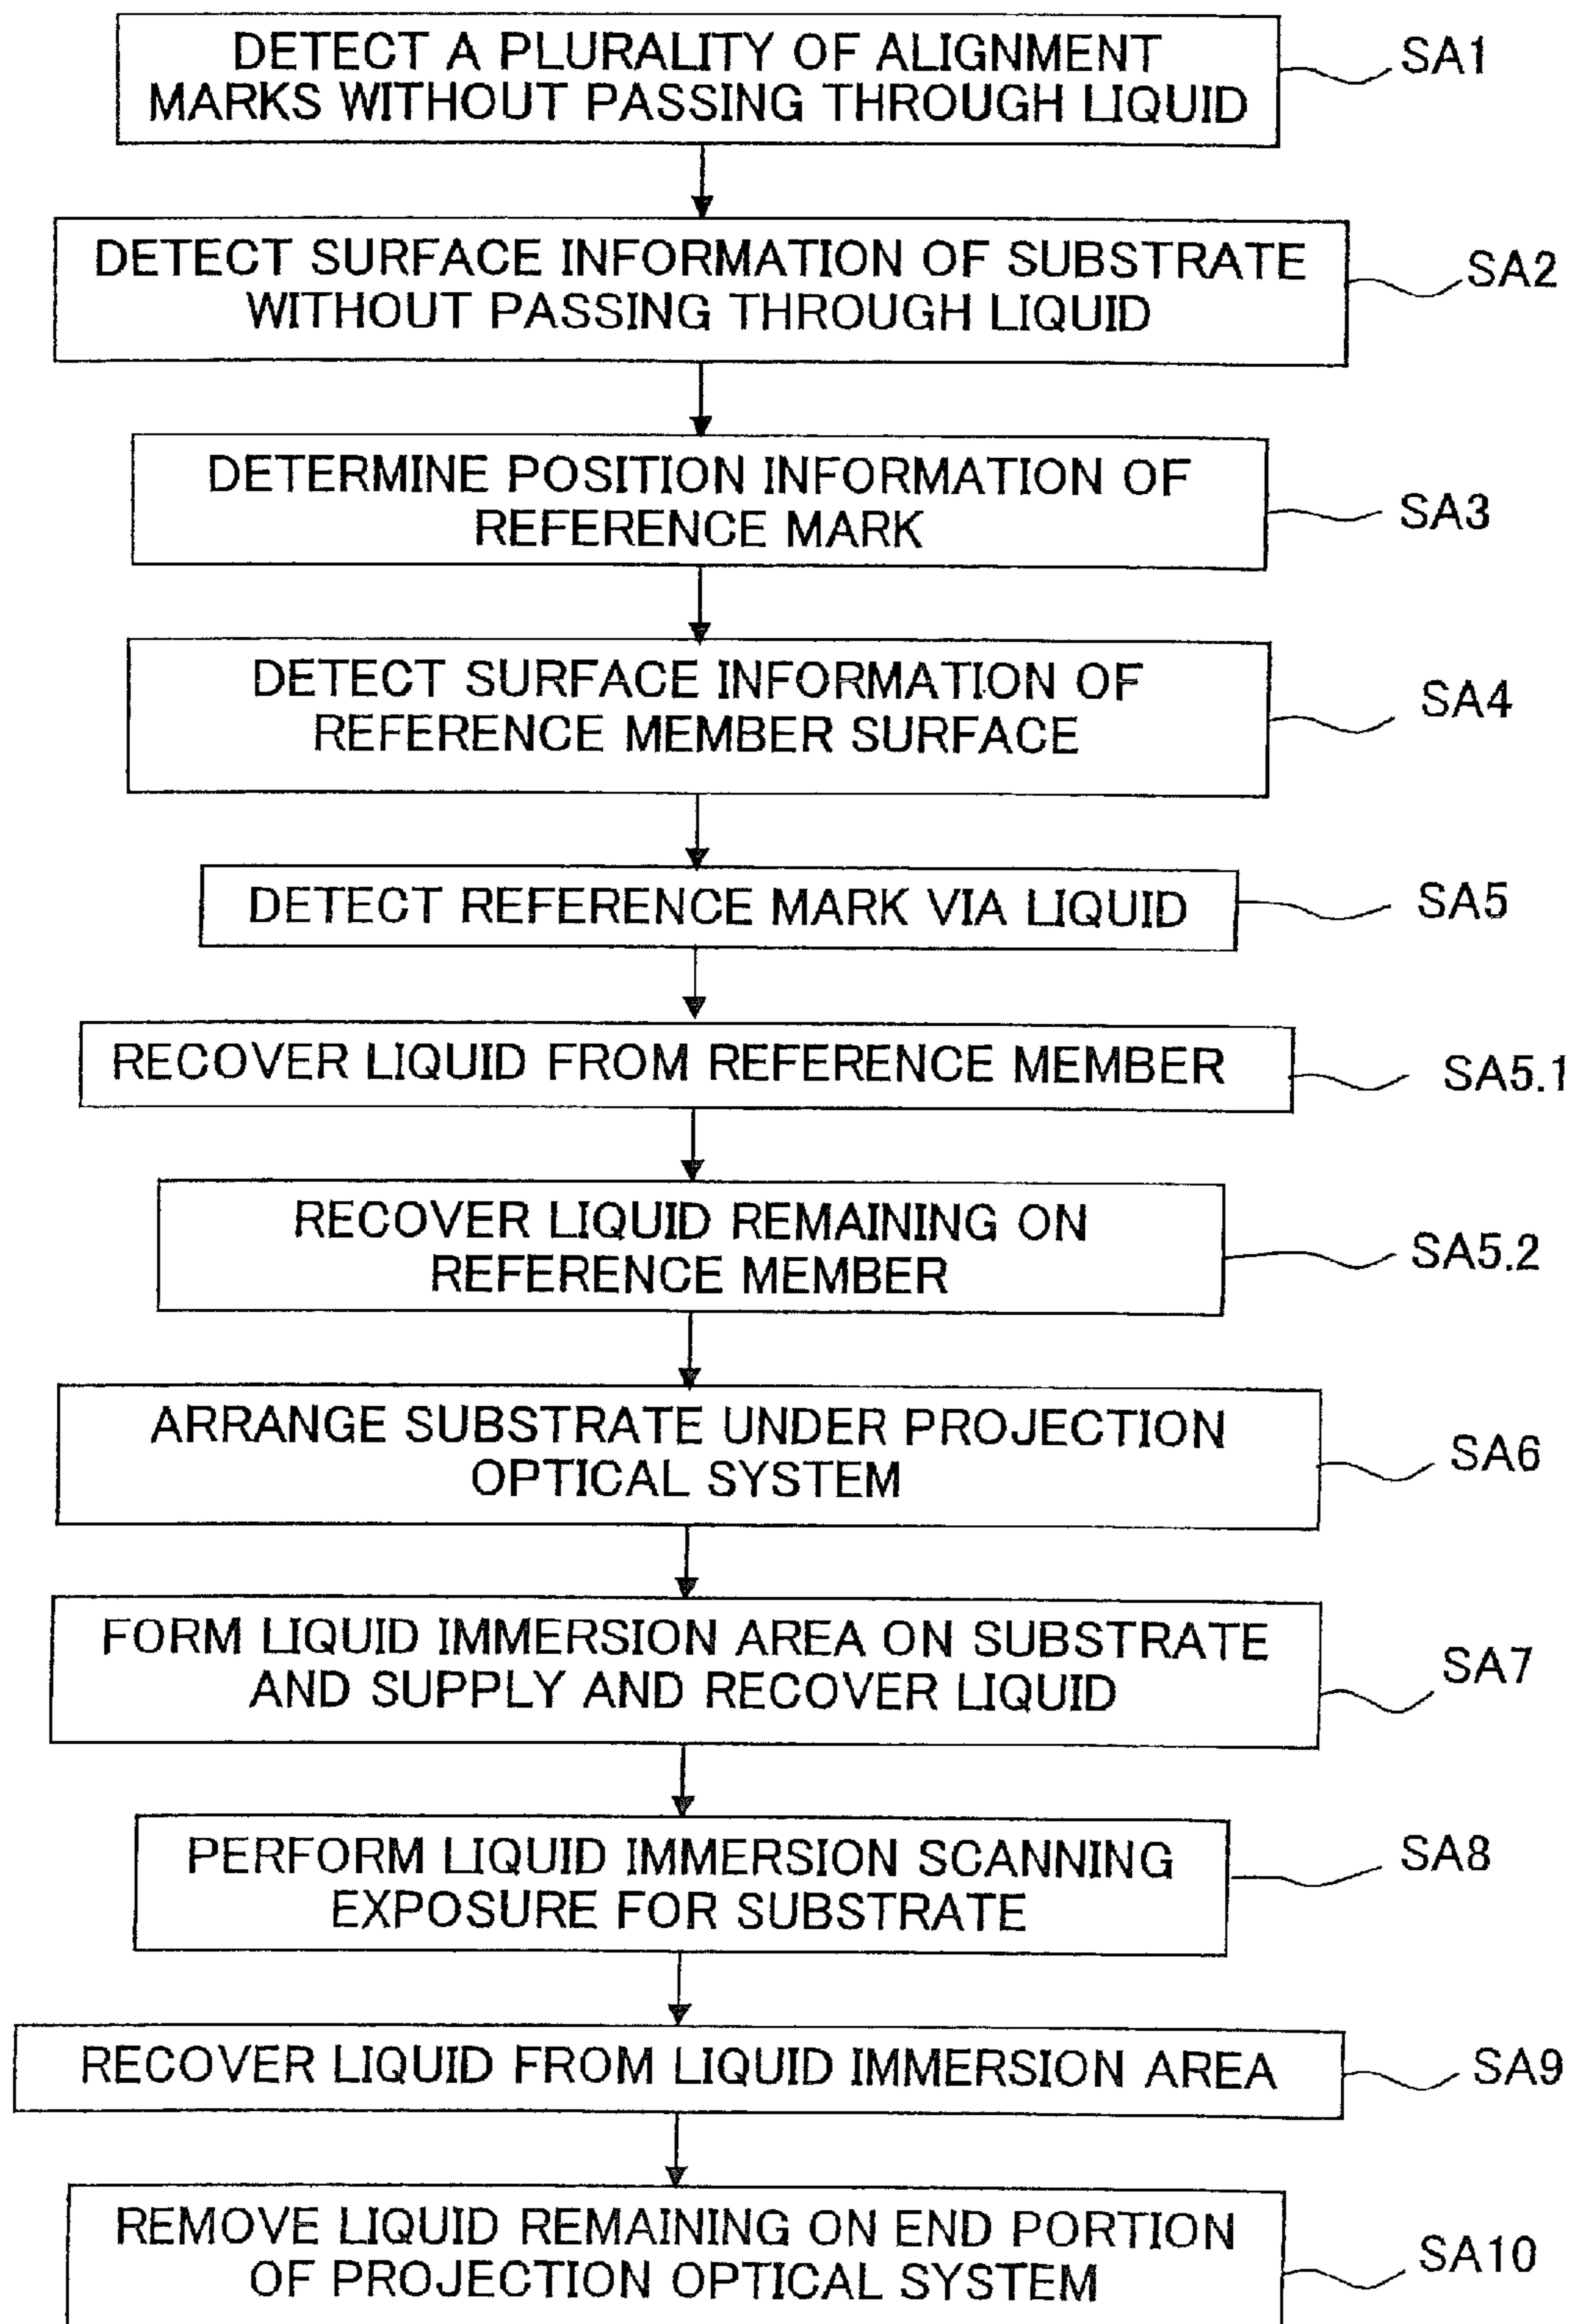 DETECT A PLURALITY OF ALIGNMENT
MARKS WITHOUT PASSING THROUGH LIQUID
SA1
DETECT SURFACE INFORMATION OF SUBSTRATE
WITHOUT PASSING THROUGH LIQUID
SA2
DETERMINE POSITION INFORMATION OF
REFERENCE MARK
SA3
DETECT SURFACE INFORMATION OF
REFERENCE MEMBER SURFACE
SA4
DETECT REFERENCE MARK VIA LIQUID
SA5
RECOVER LIQUID FROM REFERENCE MEMBER
SA5.1
RECOVER LIQUID REMAINING ON
REFERENCE MEMBER
SA5.2
ARRANGE SUBSTRATE UNDER PROJECTION
OPTICAL SYSTEM
SA6
FORM LIQUID IMMERSION AREA ON SUBSTRATE
AND SUPPLY AND RECOVER LIQUID
SA7
PERFORM LIQUID IMMERSION SCANNING
EXPOSURE FOR SUBSTRATE
SA8
RECOVER LIQUID FROM LIQUID IMMERSION AREA
SA9
REMOVE LIQUID REMAINING ON END PORTION
OF PROJECTION OPTICAL SYSTEM
SA10